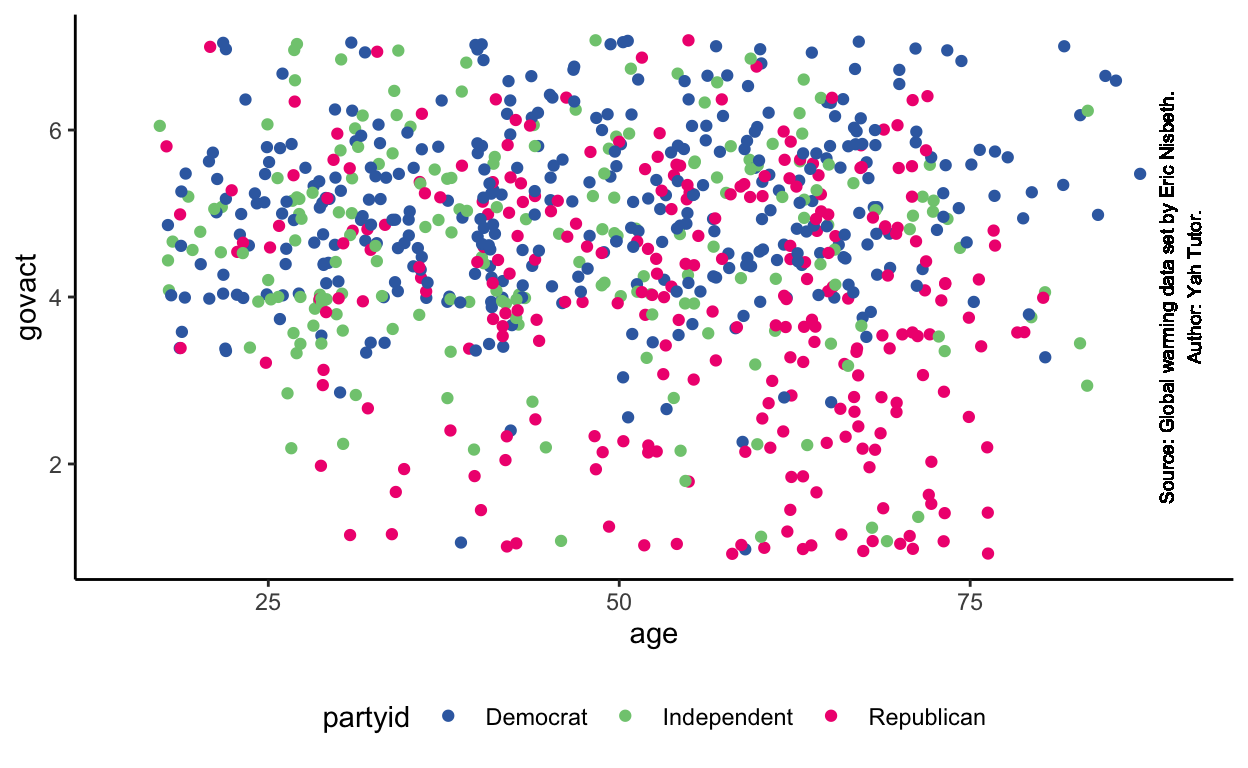 govact
6
4
2
25
50
75
age
partyid
Democrat
Independent
Republican
Source: Global warming data set by Eric Nisbeth.
Author: Yah Tutor.